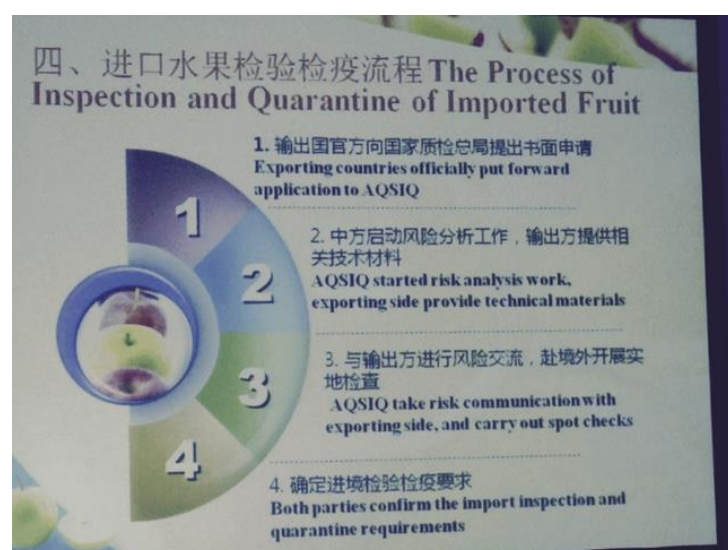 四、进口水果检验检疫流程 The Process of
Inspection and Quarantine of Imported Fruit
1. 输出国官方向国家质检总局提出书面申请
Exporting countries officially put forward
application to AQSIQ
1
2. 中方启动风险分析工作，输出方提供相
关技术材料
AQSIQ started risk analysis work,
exporting side provide technical materials
2
3. 与输出方进行风险交流，赴境外开展实
地检查
AQSIQ take risk communication with
exporting side, and carry out spot checks
3
4. 确定进境检验检疫要求
Both parties confirm the import inspection and
quarantine requirements
4